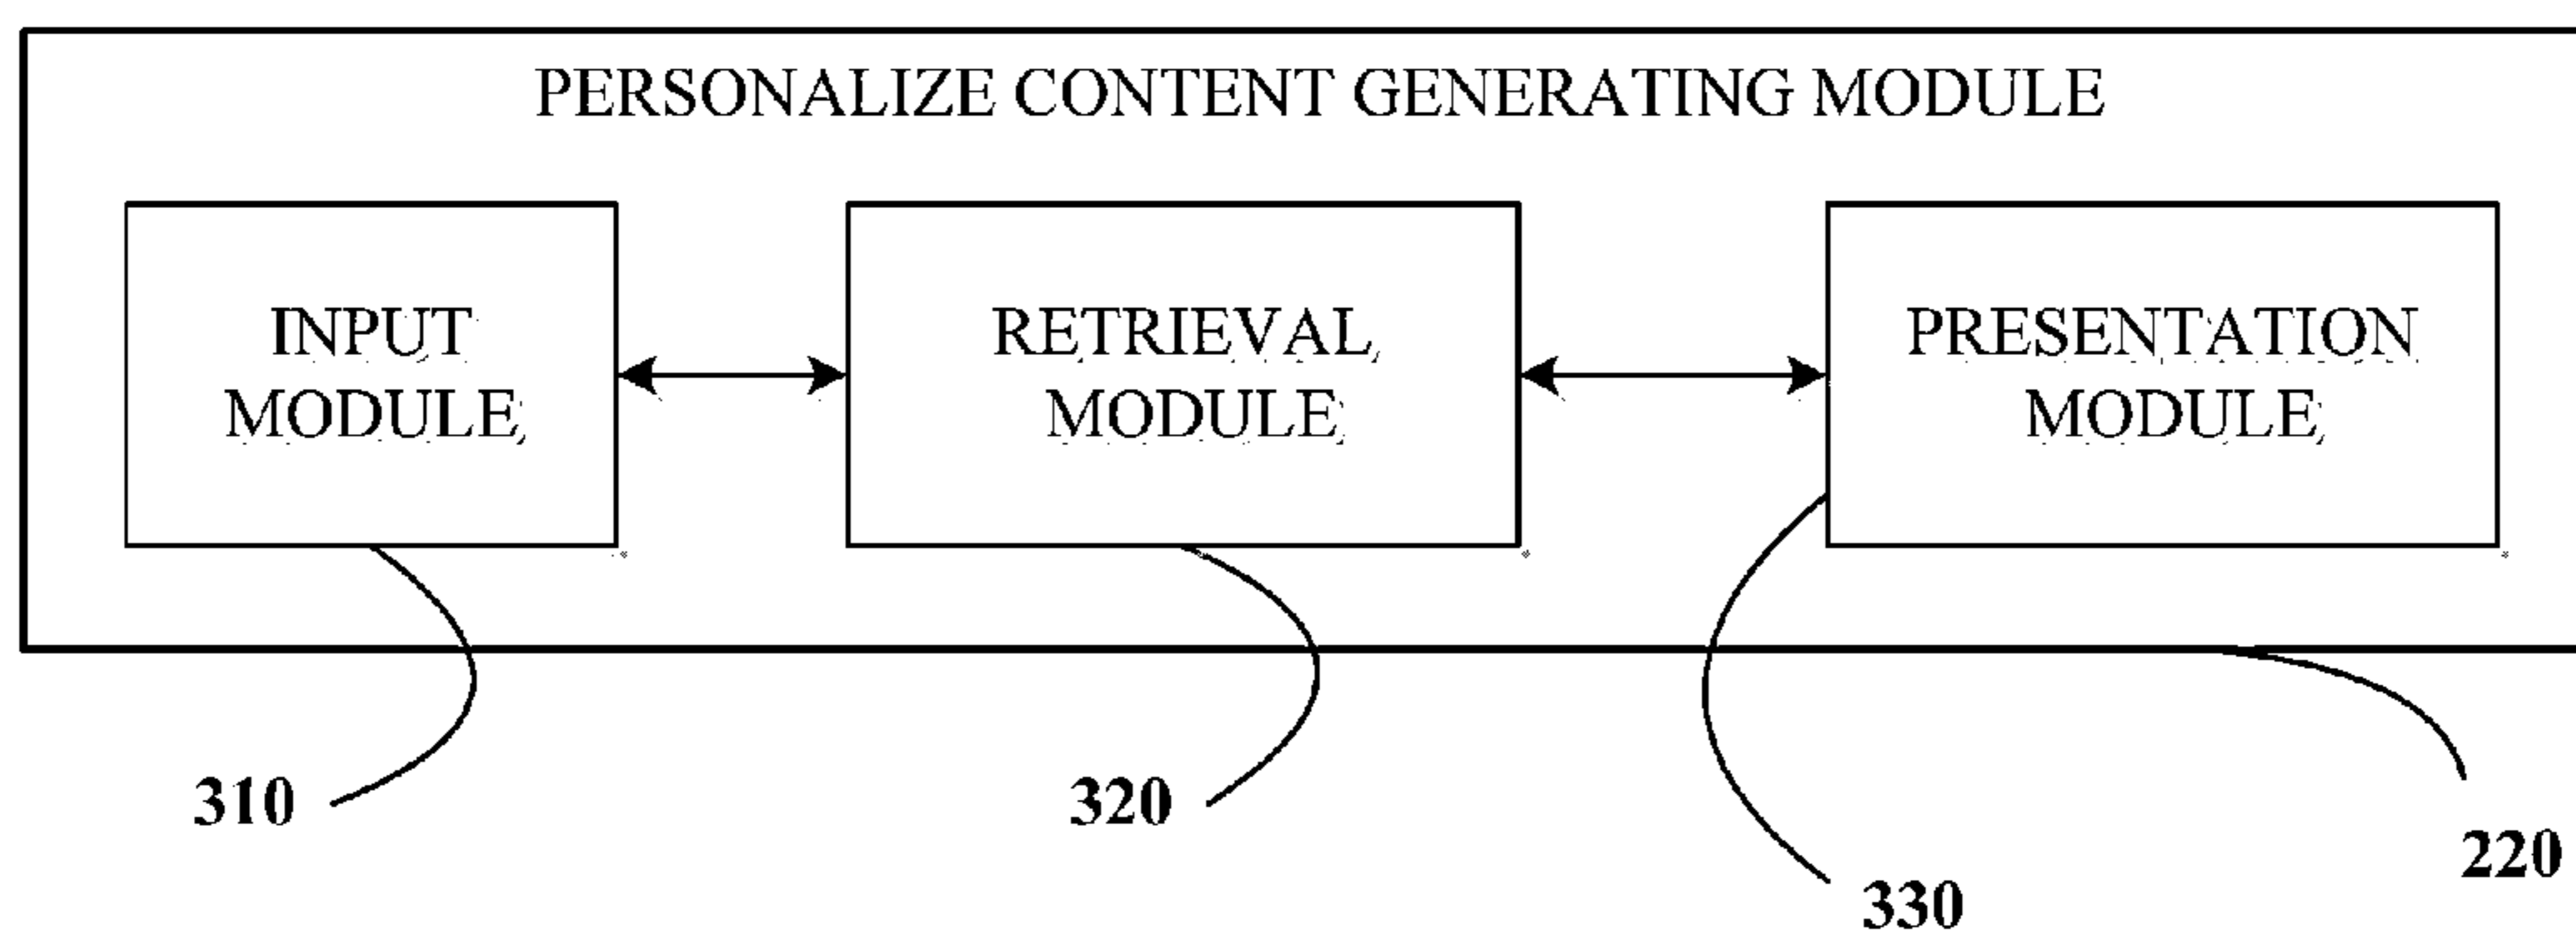 PERSONALIZE CONTENT GENERATING MODULE
INPUT
MODULE
RETRIEVAL
MODULE
PRESENTATION
MODULE
310
320
330
220